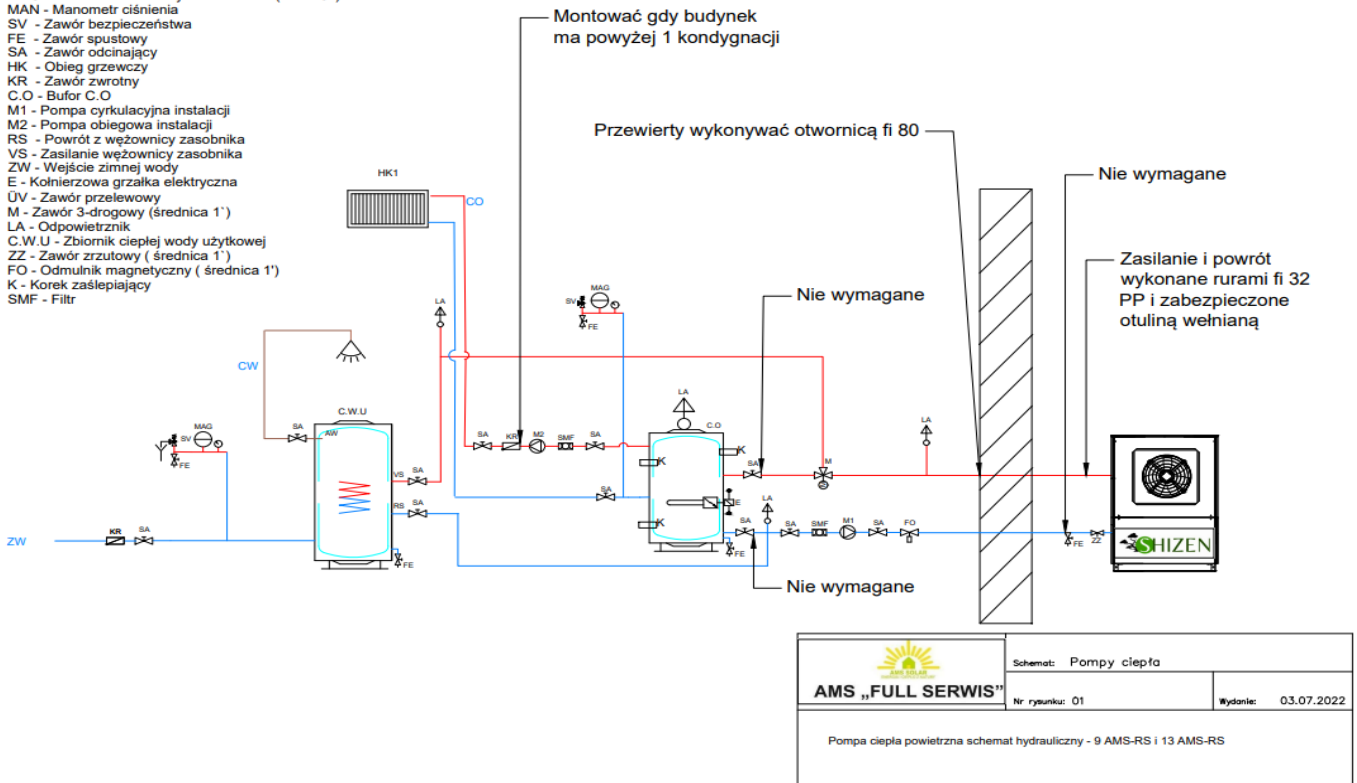 MAN - Manometr ciśnienia
SV - Zawór bezpieczeństwa
FE - Zawór spustowy
SA - Zawór odcinający
HK - Obieg grzewczy
KR - Zawór zwrotny
C.O - Bufor C.O
M1 - Pompa cyrkulacyjna instalacji
M2 - Pompa obiegowa instalacji
RS - Powrót z wężownicy zasobnika
VS - Zasilanie wężownicy zasobnika
ZW - Wejście zimnej wody
E - Kołnierzowa grzałka elektryczna
ÜV - Zawór przelewowy
M - Zawór 3-drogowy (średnica 1`)
LA - Odpowietrznik
C.W.U - Zbiornik ciepłej wody użytkowej
ZZ - Zawór zrzutowy ( średnica 1`)
FO - Odmulnik magnetyczny ( średnica 1')
K - Korek zaślepiający
SMF - Filtr
Montować gdy budynek
ma powyżej 1 kondygnacji
Przewierty wykonywać otwornicą fi 80
Nie wymagane
Zasilanie i powrót
wykonane rurami fi 32
PP i zabezpieczone
otuliną wełnianą
HK1
CO
LA
SV
MAG
FE
Nie wymagane
CW
C.W.U
SA
AW
MAG
SV
FE
VS
SA
RS
SA
FE
KR
SA
ZW
SA
KR
M2
SMF
SA
LA
C.O
K
K
K
SA
E
SA
FE
SA
M
LA
LA
SA
SMF
M1
SA
FO
FE
ZZ
SHIZEN
Nie wymagane
AMS SOLAR
AMS „FULL SERWIS”
Schemat: Pompy ciepła
Nr rysunku: 01
Wydanie: 03.07.2022
Pompa ciepła powietrzna schemat hydrauliczny - 9 AMS-RS i 13 AMS-RS